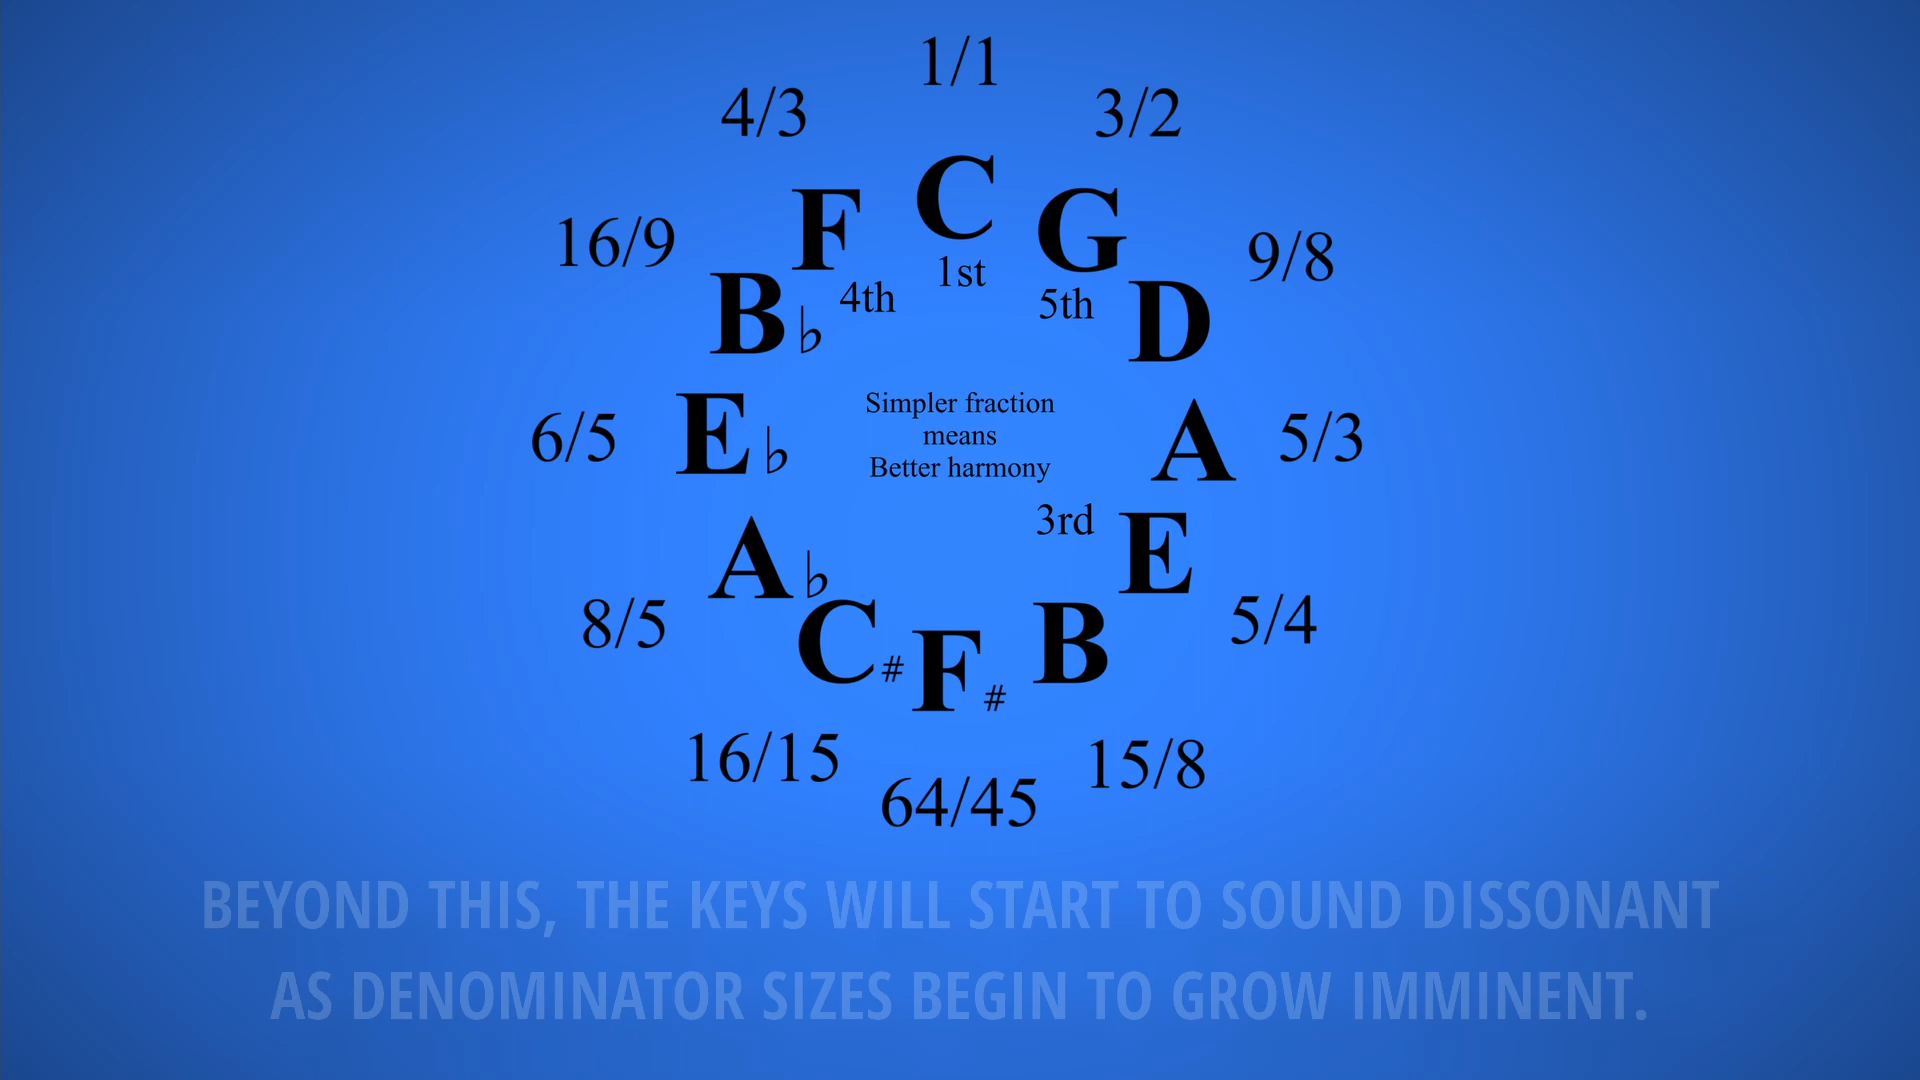 1/1
4/3
3/2
C
F
G
1st
16/9
9/8
4th
5th
B♭
D
Simpler fraction
means
Better harmony
6/5
E♭
A
5/3
3rd
E
A♭
8/5
5/4
C#
F#
B
16/15
15/8
64/45
BEYOND THIS, THE KEYS WILL START TO SOUND DISSONANT
AS DENOMINATOR SIZES BEGIN TO GROW IMMINENT.